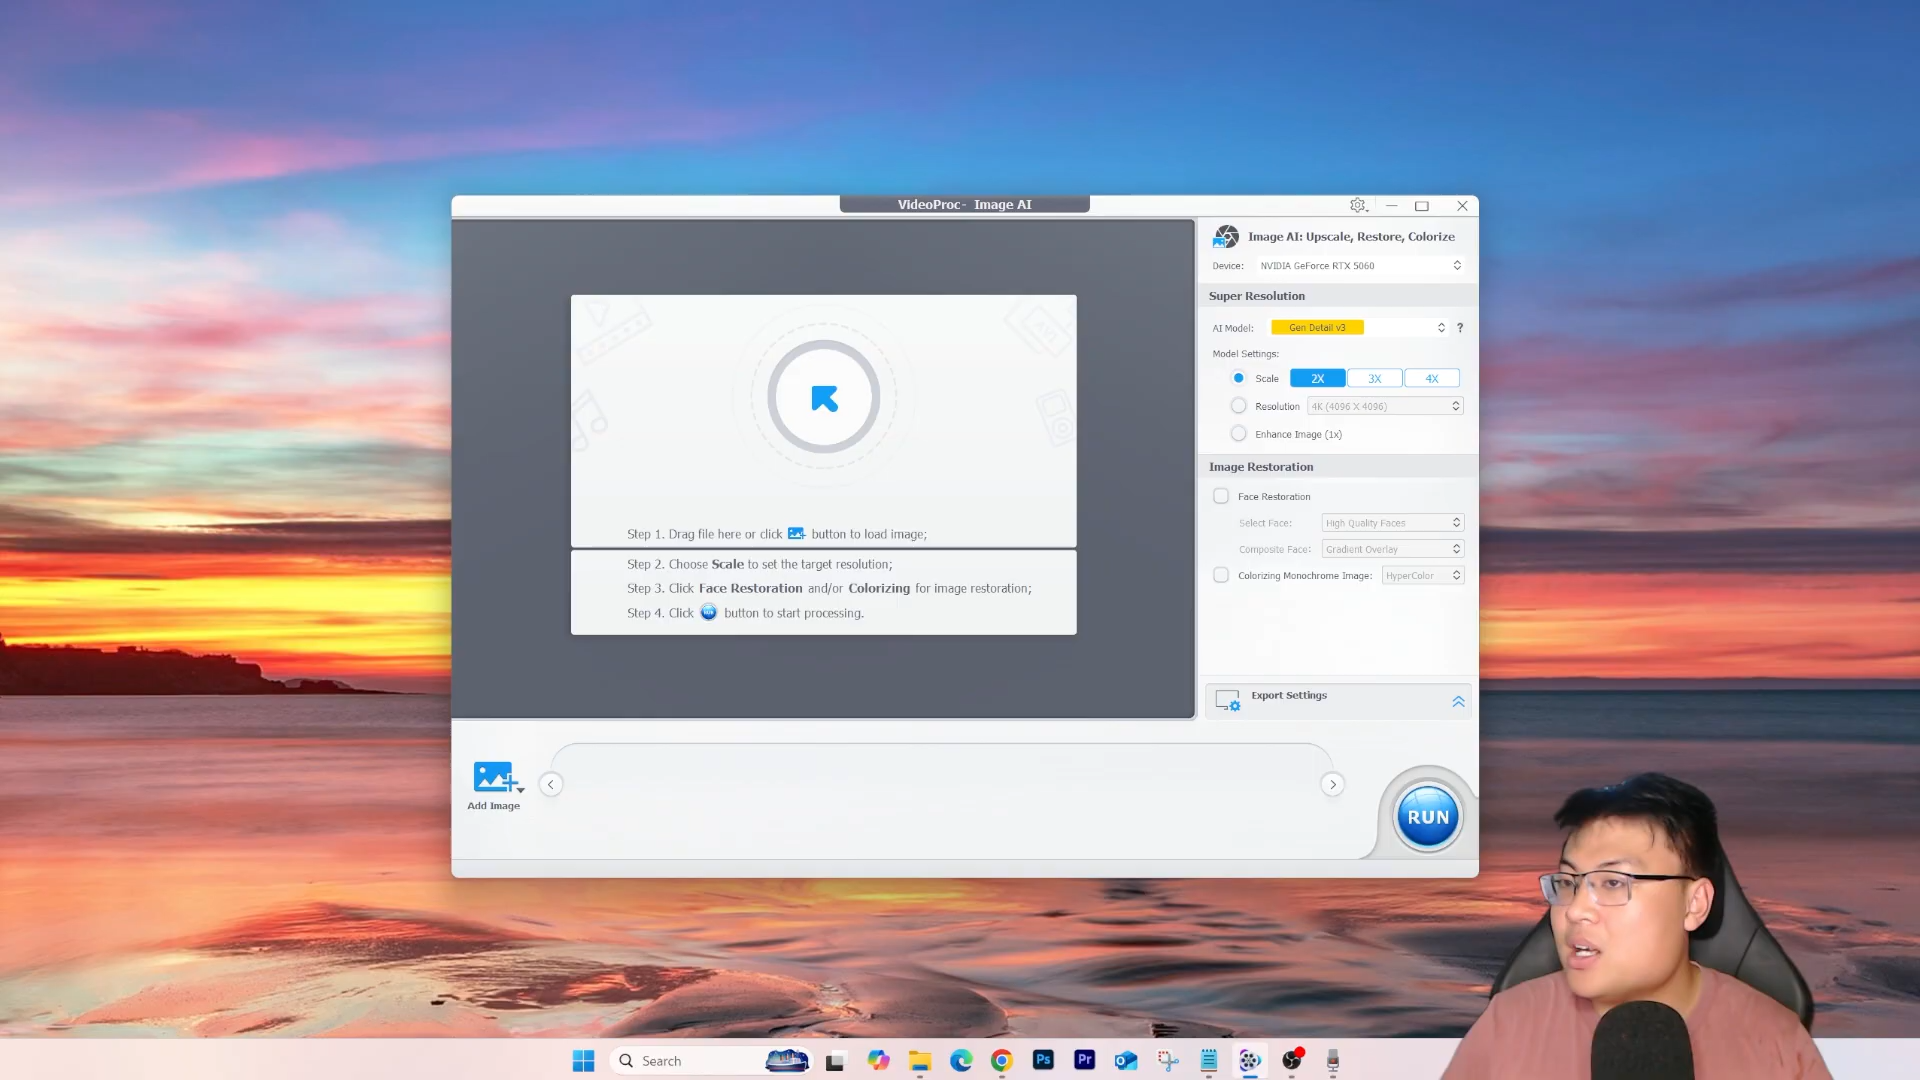 VideoProc - Image AI
Image AI: Upscale, Restore, Colorize
Device: NVIDIA GeForce RTX 5060
Super Resolution
AI Model: Gen Detail v3 ?
Model Settings:
Scale 2X 3X 4X
Resolution 4K (4096 X 4096)
Enhance Image (1x)
Image Restoration
Face Restoration
Select Face: High Quality Faces
Composite Face: Gradient Overlay
Colorizing Monochrome Image: HyperColor
Export Settings
Step 1. Drag file here or click button to load image;
Step 2. Choose Scale to set the target resolution;
Step 3. Click Face Restoration and/or Colorizing for image restoration;
Step 4. Click RUN button to start processing.
Add Image
RUN
Search
Ps
Pr